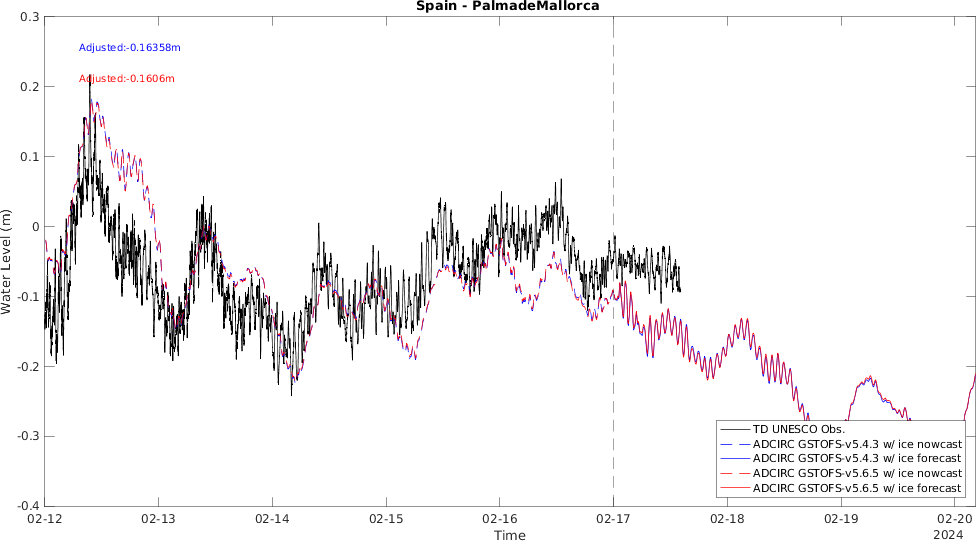 Spain - PalmadeMallorca
Adjusted:-0.16358m
Adjusted:-0.1606m
0.3
0.2
0.1
0
-0.1
-0.2
-0.3
-0.4
Water Level (m)
TD UNESCO Obs.
ADCIRC GSTOFS-v5.4.3 w/ ice nowcast
ADCIRC GSTOFS-v5.4.3 w/ ice forecast
ADCIRC GSTOFS-v5.6.5 w/ ice nowcast
ADCIRC GSTOFS-v5.6.5 w/ ice forecast
02-12 02-13 02-14 02-15 02-16 02-17 02-18 02-19 02-20
Time
2024